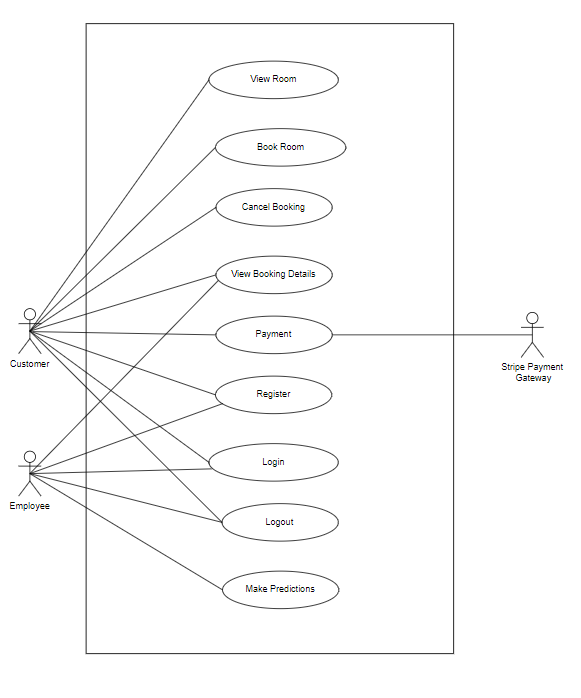 View Room
Book Room
Cancel Booking
View Booking Details
Payment
Customer
Stripe Payment
Gateway
Register
Login
Employee
Logout
Make Predictions